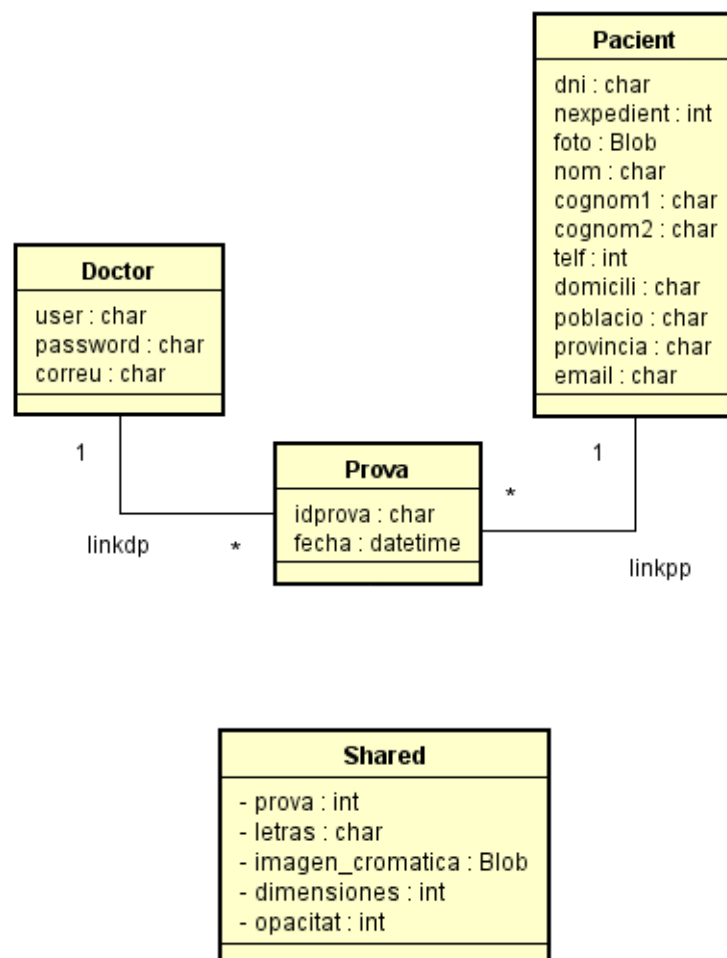 Pacient
dni : char
nexpedient : int
foto : Blob
nom : char
cognom1 : char
cognom2 : char
telf : int
domicili : char
poblacio : char
provincia : char
email : char
Doctor
user : char
password : char
correu : char
1
linkdp
*
Prova
idprova : char
fecha : datetime
*
1
linkpp
Shared
- prova : int
- letras : char
- imagen_cromatica : Blob
- dimensiones : int
- opacitat : int